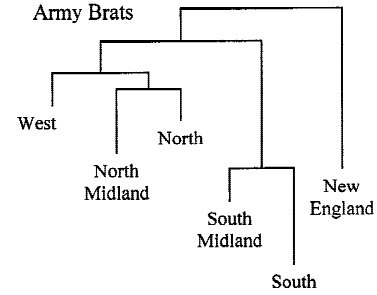 Army Brats
West
North
North
Midland
South
Midland
New
England
South